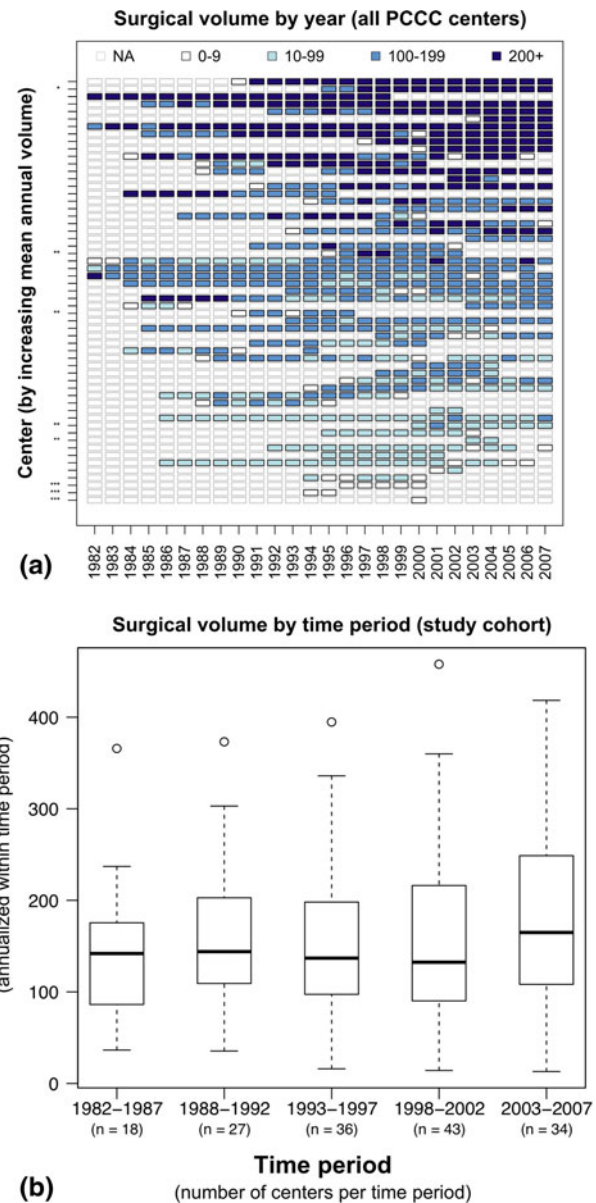 Surgical volume by year (all PCCC centers)
NA 0-9 10-99 100-199 200+
Center (by increasing mean annual volume)
1982 1983 1984 1985 1986 1987 1988 1989 1990 1991 1992 1993 1994 1995 1996 1997 1998 1999 2000 2001 2002 2003 2004 2005 2006 2007
(a)
Surgical volume by time period (study cohort)
(annualized within time period)
400
300
200
100
0
1982–1987 1988–1992 1993–1997 1998–2002 2003–2007
(n = 18) (n = 27) (n = 36) (n = 43) (n = 34)
Time period
(number of centers per time period)
(b)